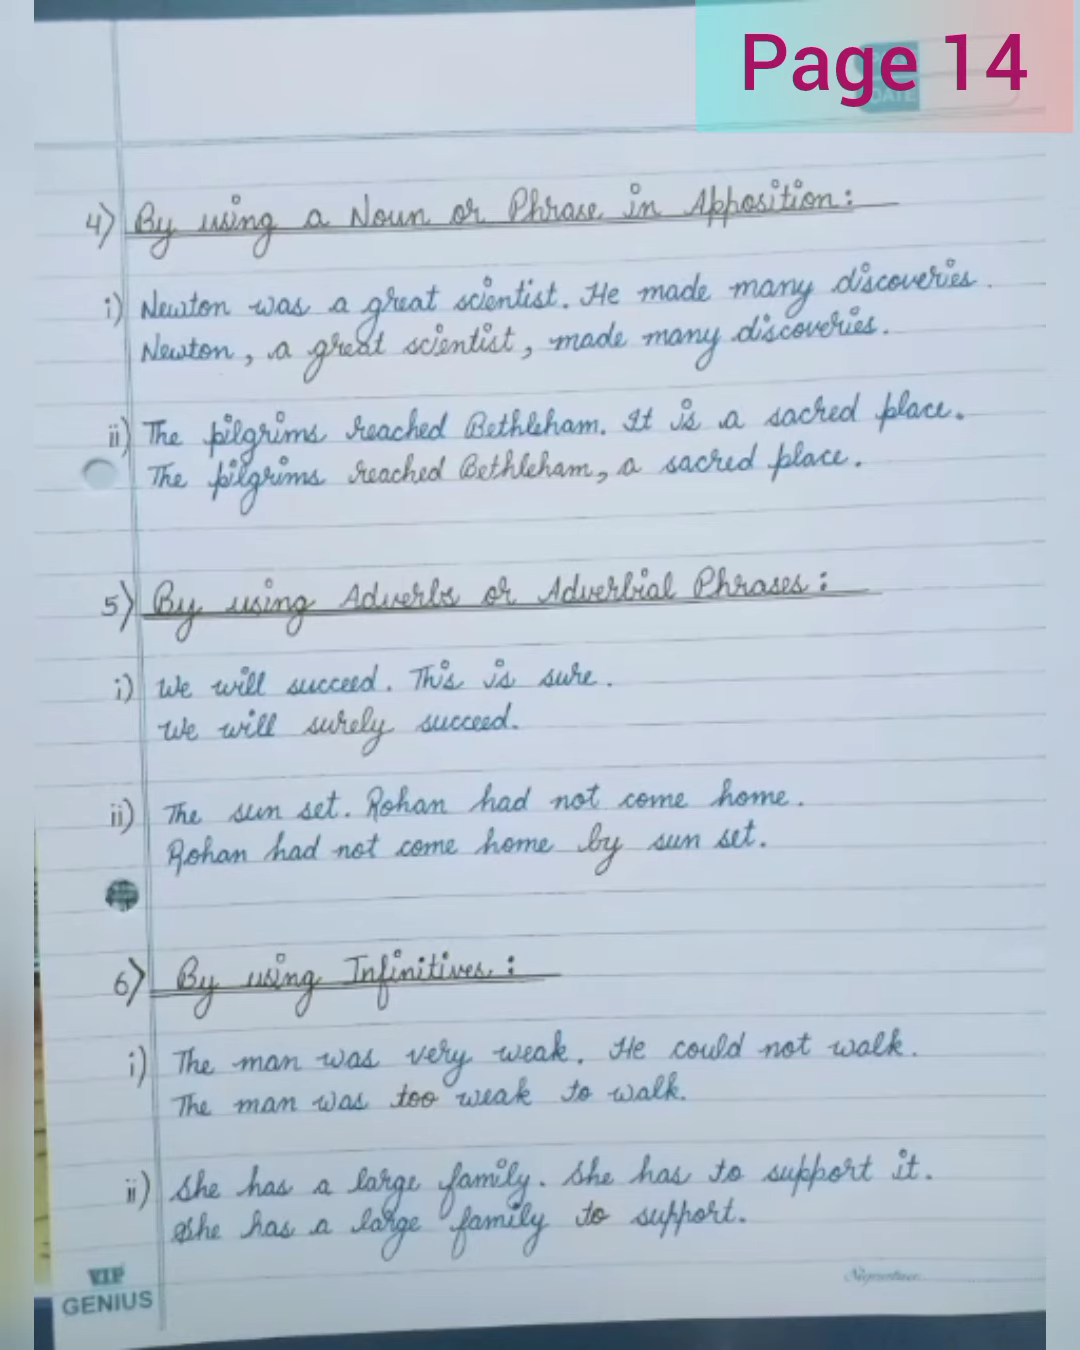 Page 14
DATE
4) By using a Noun or Phrase in Apposition:
i) Newton was a great scientist. He made many discoveries.
Newton, a great scientist, made many discoveries.
ii) The pilgrims reached Bethleham. It is a sacred place.
The pilgrims reached Bethleham, a sacred place.
5) By using Adverbs or Adverbial Phrases:
i) We will succeed. This is sure.
We will surely succeed.
ii) The sun set. Rohan had not come home.
Rohan had not come home by sun set.
6) By using Infinitives:
i) The man was very weak. He could not walk.
The man was too weak to walk.
ii) She has a large family. She has to support it.
She has a large family to support.
Signature
VIP
GENIUS